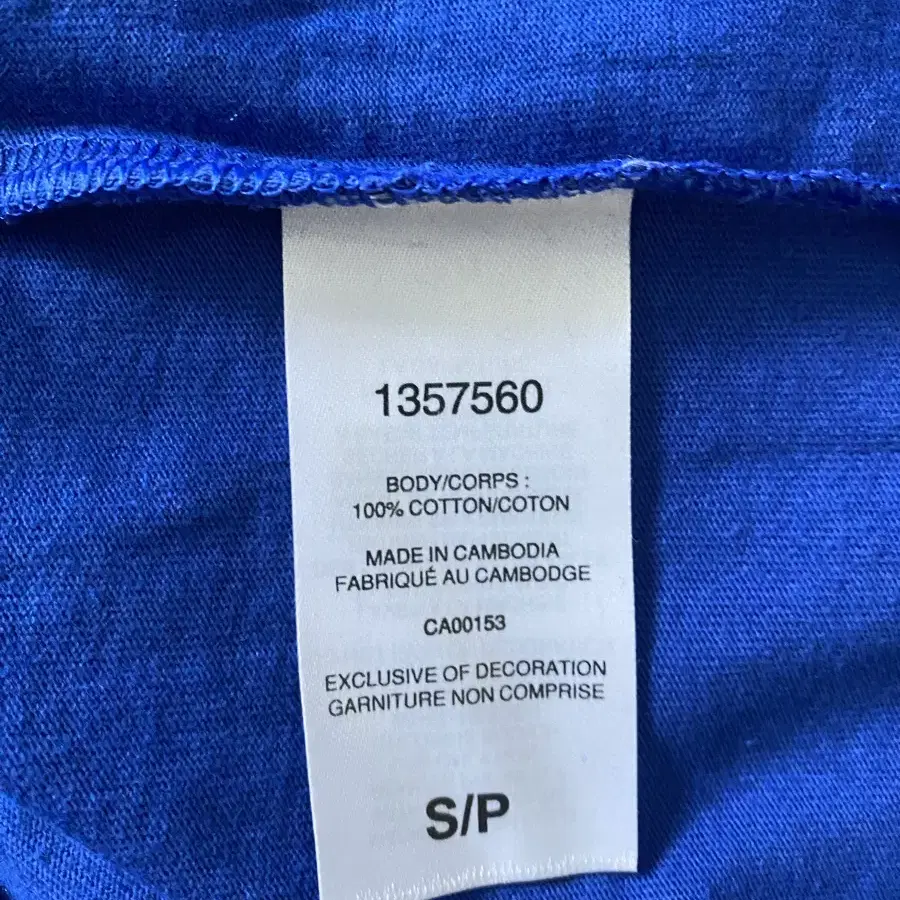 1357560
BODY/CORPS :
100% COTTON/COTON
MADE IN CAMBODIA
FABRIQUÉ AU CAMBODGE
CA00153
EXCLUSIVE OF DECORATION
GARNITURE NON COMPRISE
S/P